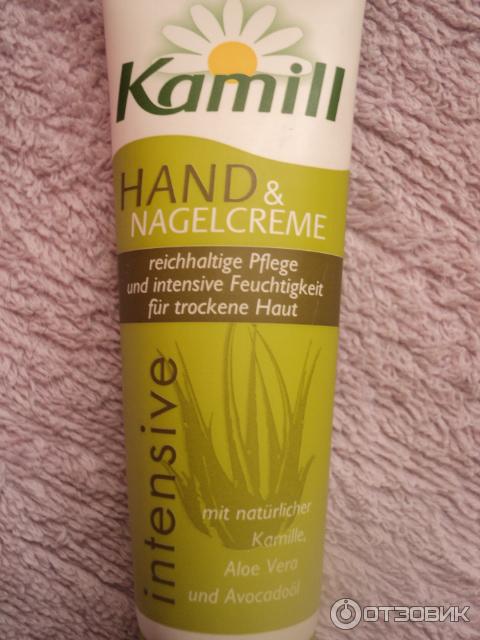 Kamill
HAND &
NAGELCREME
reichhaltige Pflege
und intensive Feuchtigkeit
für trockene Haut
intensive
mit natürlicher
Kamille,
Aloe Vera
und Avocadoöl
ОТЗОВИК